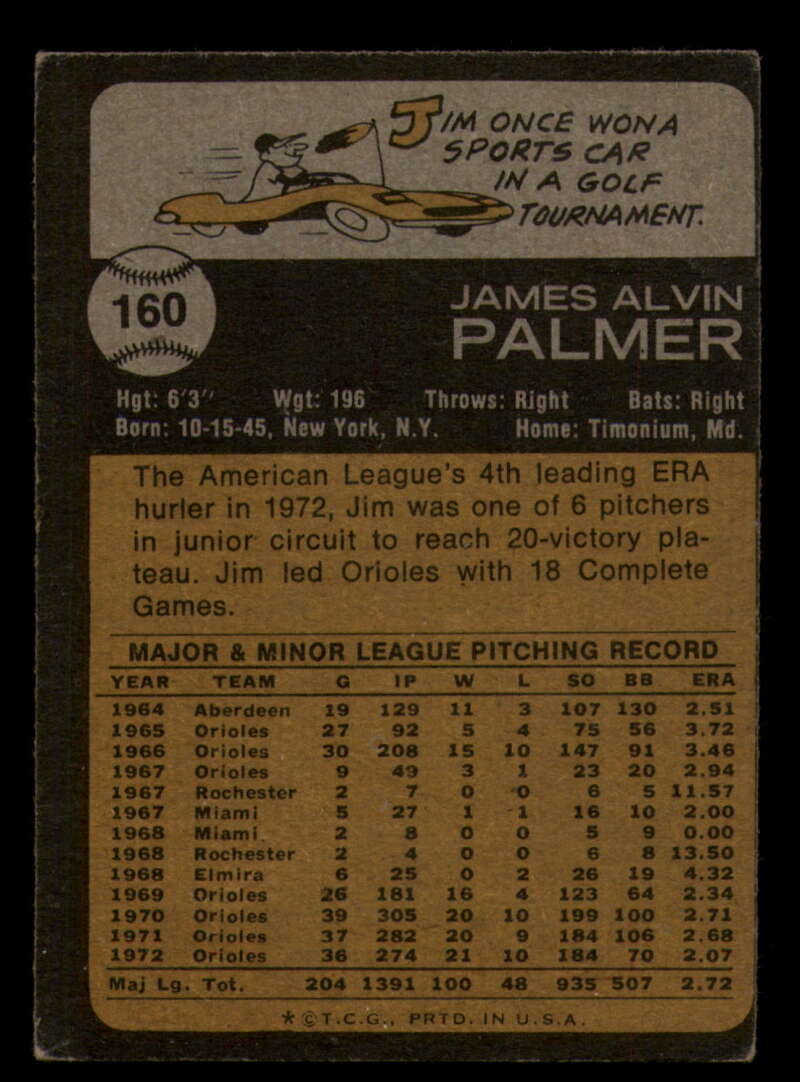 JIM ONCE WON A
SPORTS CAR
IN A GOLF
TOURNAMENT.
160
JAMES ALVIN
PALMER
Hgt: 6'3" Wgt: 196 Throws: Right Bats: Right
Born: 10-15-45, New York, N.Y. Home: Timonium, Md.
The American League's 4th leading ERA
hurler in 1972, Jim was one of 6 pitchers
in junior circuit to reach 20-victory pla-
teau. Jim led Orioles with 18 Complete
Games.
MAJOR & MINOR LEAGUE PITCHING RECORD
YEAR TEAM G IP W L SO BB ERA
1964 Aberdeen 19 129 11 3 107 130 2.51
1965 Orioles 27 92 5 4 75 56 3.72
1966 Orioles 30 208 15 10 147 91 3.46
1967 Orioles 9 49 3 1 23 20 2.94
1967 Rochester 2 7 0 0 6 5 11.57
1967 Miami 5 27 1 1 16 10 2.00
1968 Miami 2 8 0 0 5 9 0.00
1968 Rochester 2 4 0 0 6 8 13.50
1968 Elmira 6 25 0 2 26 19 4.32
1969 Orioles 26 181 16 4 123 64 2.34
1970 Orioles 39 305 20 10 199 100 2.71
1971 Orioles 37 282 20 9 184 106 2.68
1972 Orioles 36 274 21 10 184 70 2.07
Maj Lg. Tot. 204 1391 100 48 935 507 2.72
*©T.C.G., PRTD. IN U.S.A.